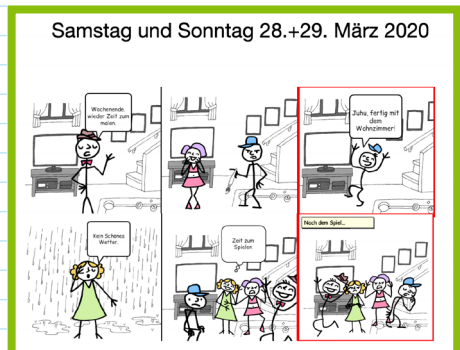 Samstag und Sonntag 28.+29. März 2020
Wochenende,
wieder Zeit zum
malen.
Juhu, fertig mit
dem
Wohnzimmer!
Kein Schönes
Wetter.
Zeit zum
Spielen
Nach dem Spiel...